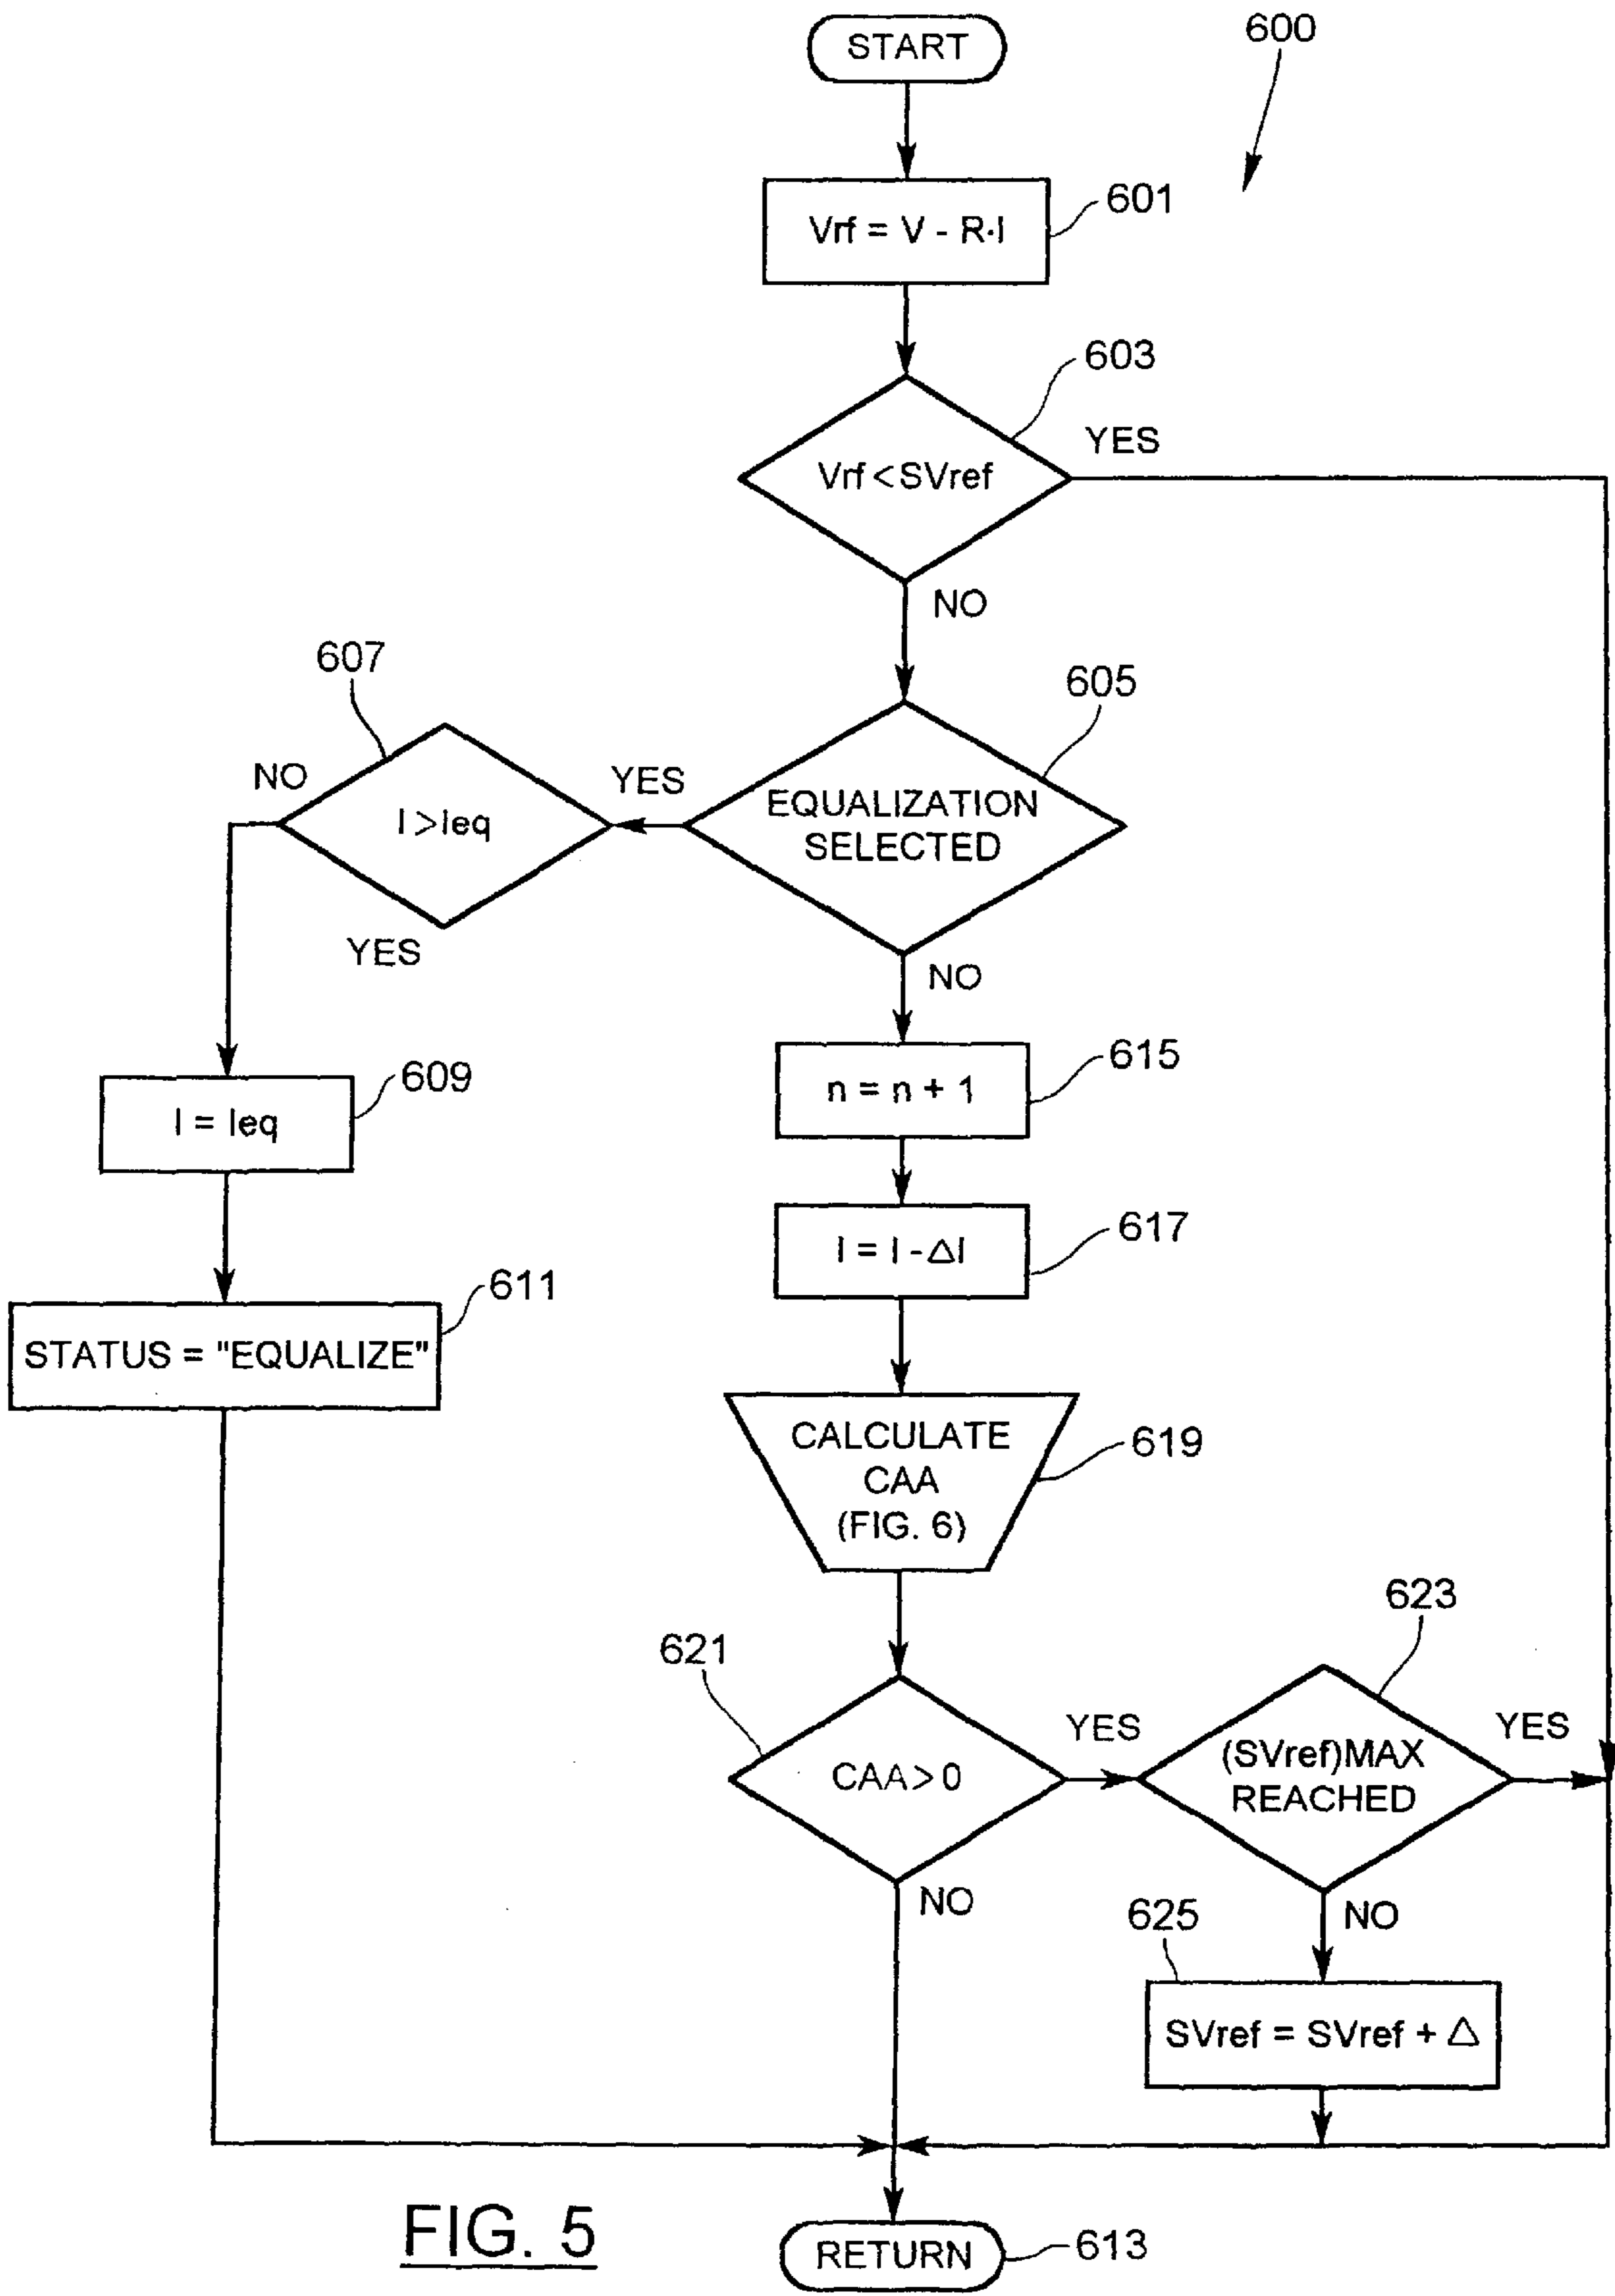 START
600
Vrf = V - R·I
601
603
Vrf < SVref
YES
NO
607
605
NO
YES
I > Ieq
EQUALIZATION
SELECTED
YES
NO
609
I = Ieq
n = n + 1
615
I = I - ΔI
617
611
STATUS = "EQUALIZE"
CALCULATE
CAA
(FIG. 6)
619
623
621
YES
YES
CAA > 0
(SVref)MAX
REACHED
NO
625
NO
SVref = SVref + Δ
FIG. 5
RETURN
613